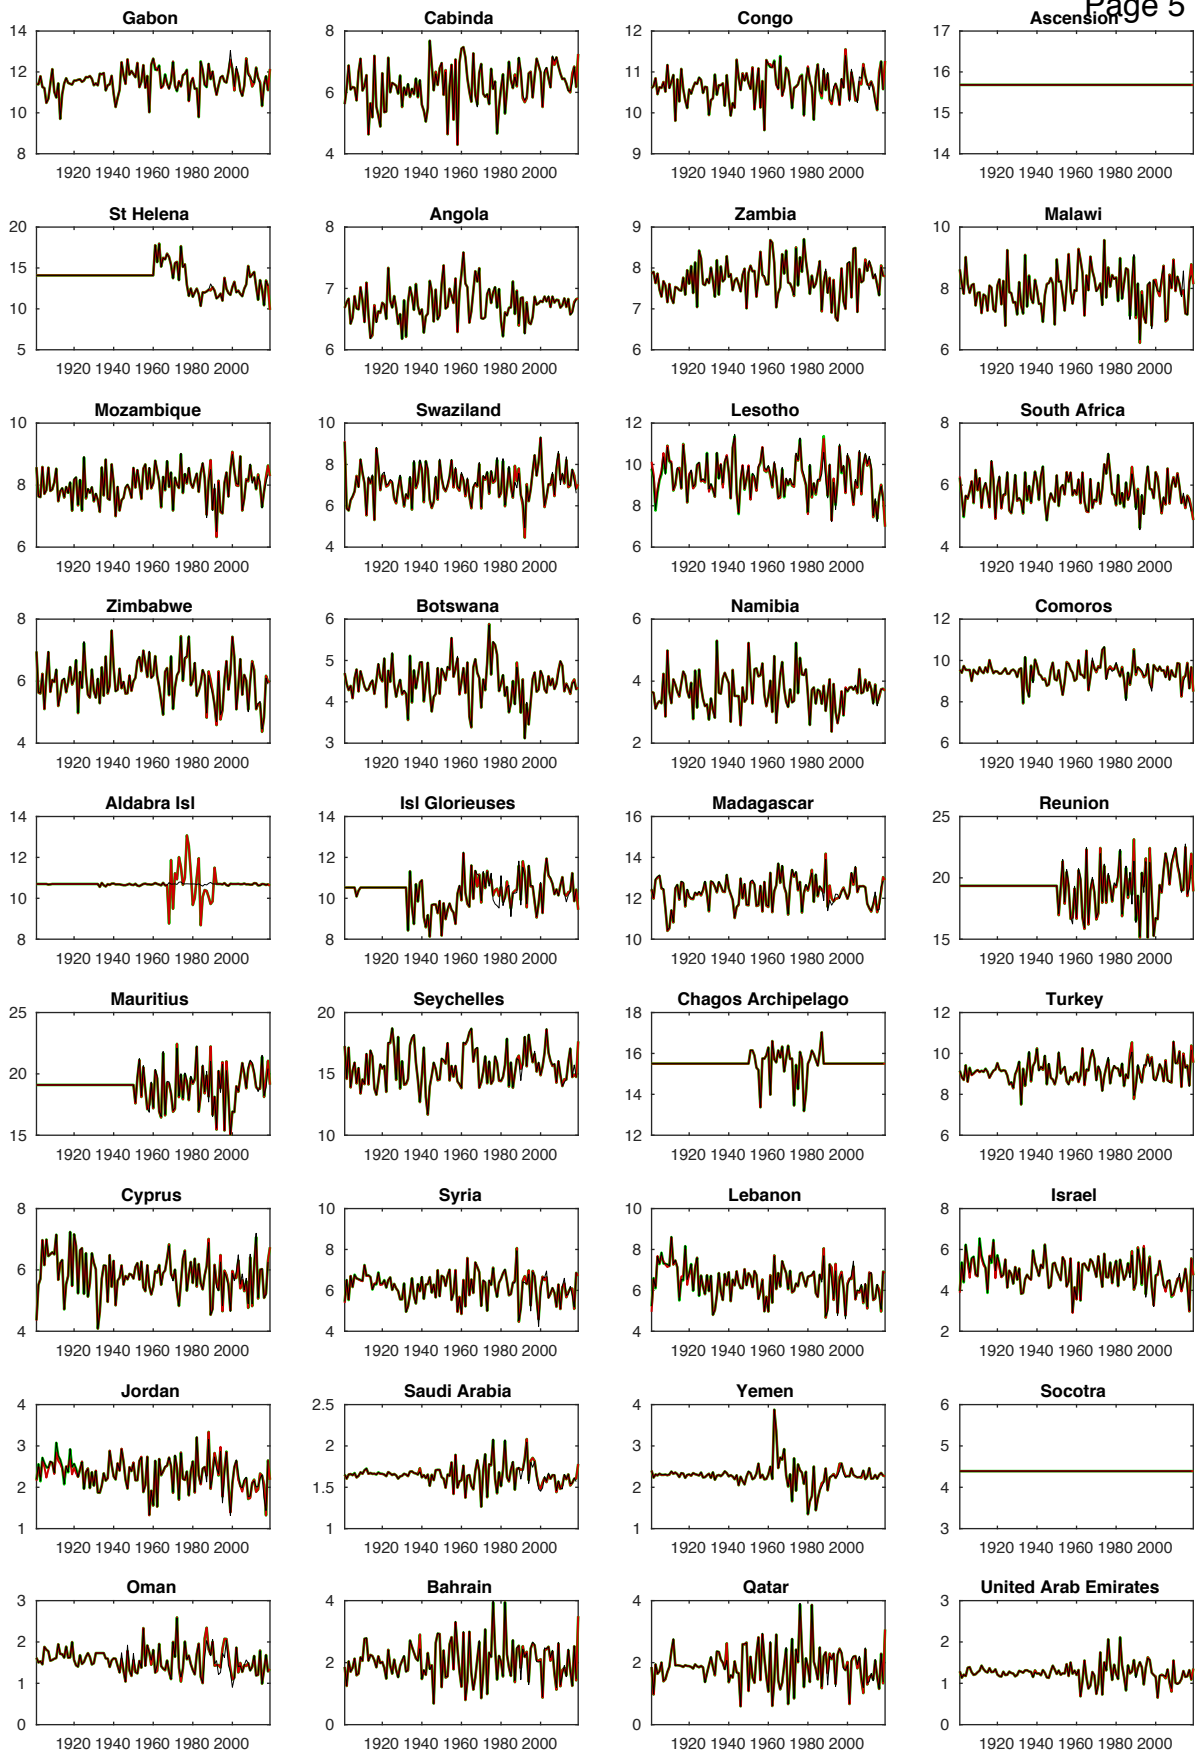 Page 5
Gabon Cabinda Congo Ascension
14 8 12 17
12 11 16
6
10 10 15
8 4 9 14
1920 1940 1960 1980 2000 1920 1940 1960 1980 2000 1920 1940 1960 1980 2000 1920 1940 1960 1980 2000
St Helena Angola Zambia Malawi
20 8 9 10
15 8
7 8
10 7
5 6 6 6
1920 1940 1960 1980 2000 1920 1940 1960 1980 2000 1920 1940 1960 1980 2000 1920 1940 1960 1980 2000
Mozambique Swaziland Lesotho South Africa
10 10 12 8
8 10
8 6
6 8
6 4 6 4
1920 1940 1960 1980 2000 1920 1940 1960 1980 2000 1920 1940 1960 1980 2000 1920 1940 1960 1980 2000
Zimbabwe Botswana Namibia Comoros
8 6 6 12
5 10
6 4
4 8
4 3 2 6
1920 1940 1960 1980 2000 1920 1940 1960 1980 2000 1920 1940 1960 1980 2000 1920 1940 1960 1980 2000
Aldabra Isl Isl Glorieuses Madagascar Reunion
14 14 16 25
12 12 14
20
10 10 12
8 8 10 15
1920 1940 1960 1980 2000 1920 1940 1960 1980 2000 1920 1940 1960 1980 2000 1920 1940 1960 1980 2000
Mauritius Seychelles Chagos Archipelago Turkey
25 20 18 12
16 10
20 15
14 8
15 10 12 6
1920 1940 1960 1980 2000 1920 1940 1960 1980 2000 1920 1940 1960 1980 2000 1920 1940 1960 1980 2000
Cyprus Syria Lebanon Israel
8 10 10 8
8 8 6
6
6 6 4
4 4 4 2
1920 1940 1960 1980 2000 1920 1940 1960 1980 2000 1920 1940 1960 1980 2000 1920 1940 1960 1980 2000
Jordan Saudi Arabia Yemen Socotra
4 2.5 4 6
3 2 3 5
2 1.5 2 4
1 1 1 3
1920 1940 1960 1980 2000 1920 1940 1960 1980 2000 1920 1940 1960 1980 2000 1920 1940 1960 1980 2000
Oman Bahrain Qatar United Arab Emirates
3 4 4 3
2 2
2 2
1 1
0 0 0 0
1920 1940 1960 1980 2000 1920 1940 1960 1980 2000 1920 1940 1960 1980 2000 1920 1940 1960 1980 2000